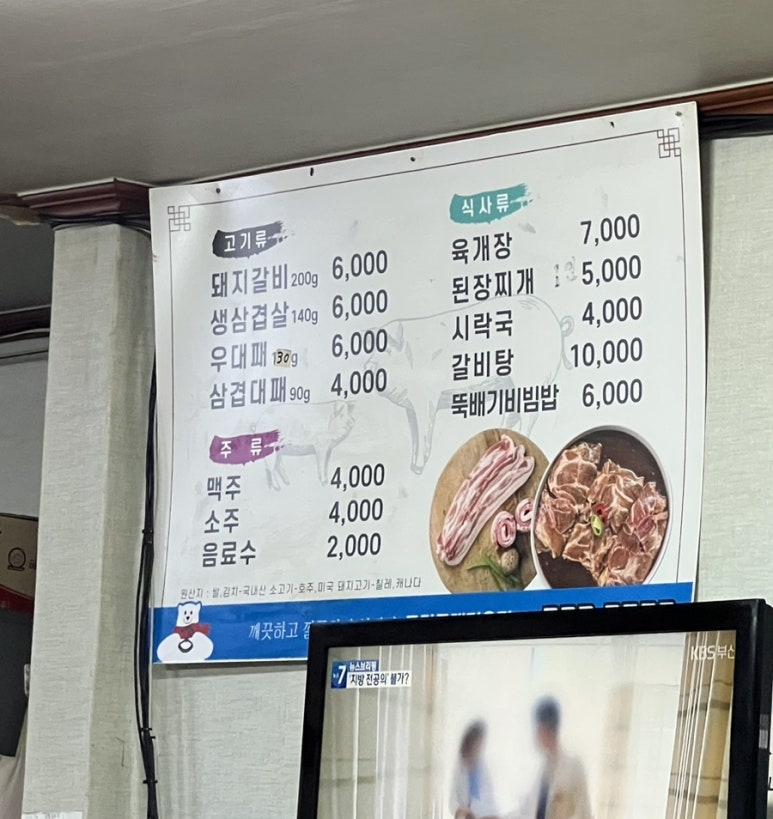 고기류
돼지갈비 200g 6,000
생삼겹살 140g 6,000
우대패 130g 6,000
삼겹대패 90g 4,000
주류
맥주 4,000
소주 4,000
음료수 2,000
식사류
육개장 7,000
된장찌개 5,000
시락국 4,000
갈비탕 10,000
뚝배기비빔밥 6,000
원산지 : 쌀,김치-국내산 소고기-호주,미국 돼지고기-칠레,캐나다
깨끗하고
7 뉴스브리핑
'지방 전공의' 불가?
KBS부산